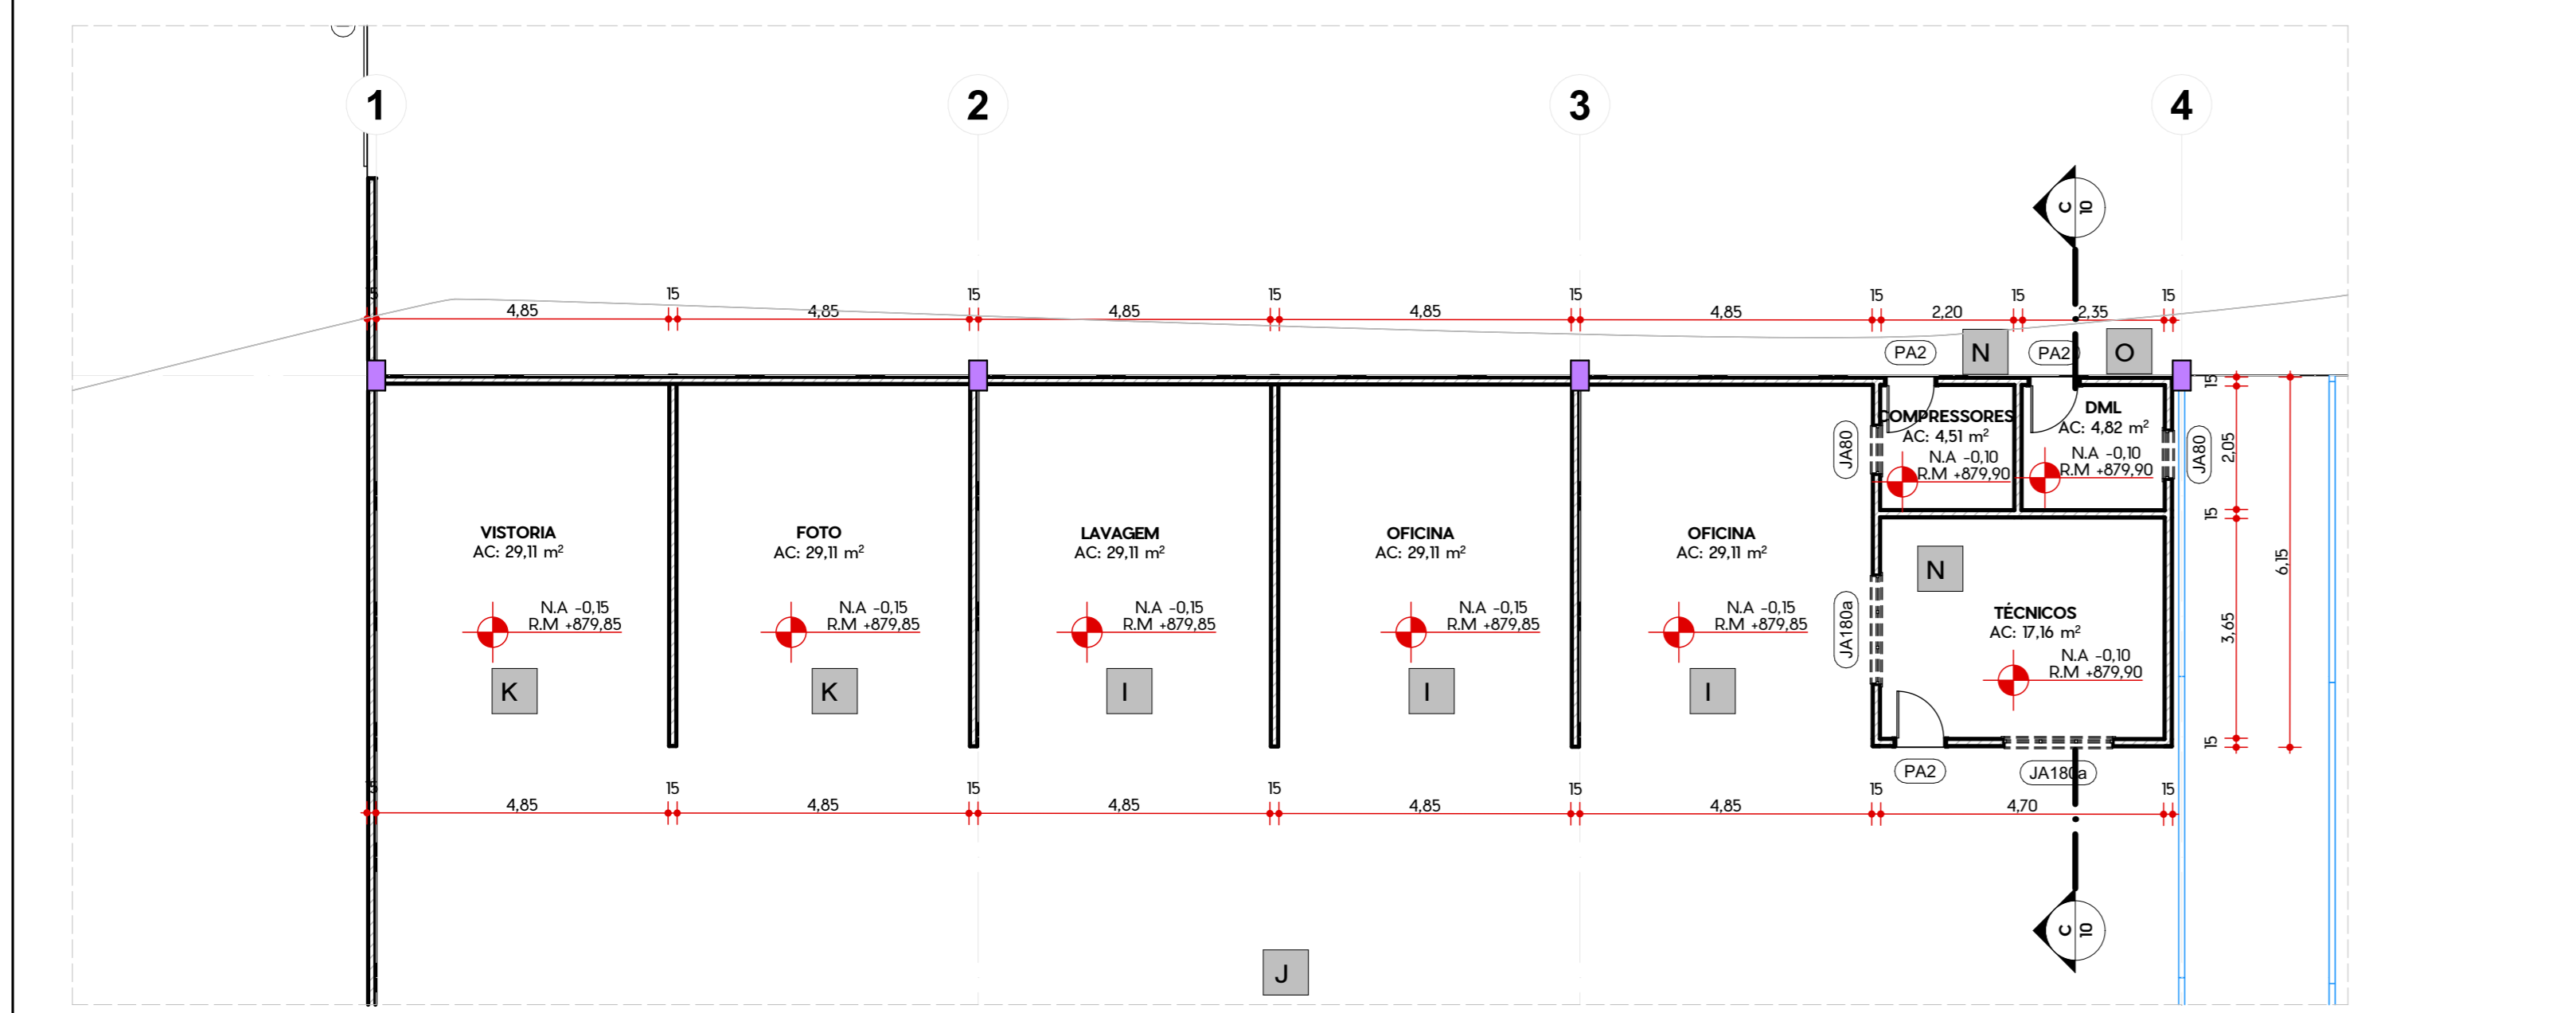 1
2
3
4
C
10
15
15
15
15
15
15
15
15
4,85
4,85
4,85
4,85
4,85
2,20
2,35
PA2
N
PA2
O
COMPRESSORES
AC: 4,51 m²
N.A -0,10
R.M +879,90
DML
AC: 4,82 m²
N.A -0,10
R.M +879,90
JA80
JA80
15
2,05
15
3,65
15
6,15
VISTORIA
AC: 29,11 m²
N.A -0,15
R.M +879,85
K
FOTO
AC: 29,11 m²
N.A -0,15
R.M +879,85
K
LAVAGEM
AC: 29,11 m²
N.A -0,15
R.M +879,85
I
OFICINA
AC: 29,11 m²
N.A -0,15
R.M +879,85
I
OFICINA
AC: 29,11 m²
N.A -0,15
R.M +879,85
I
JA180a
N
TÉCNICOS
AC: 17,16 m²
N.A -0,10
R.M +879,90
PA2
JA180a
15
15
15
15
15
15
15
4,85
4,85
4,85
4,85
4,85
4,70
C
10
J